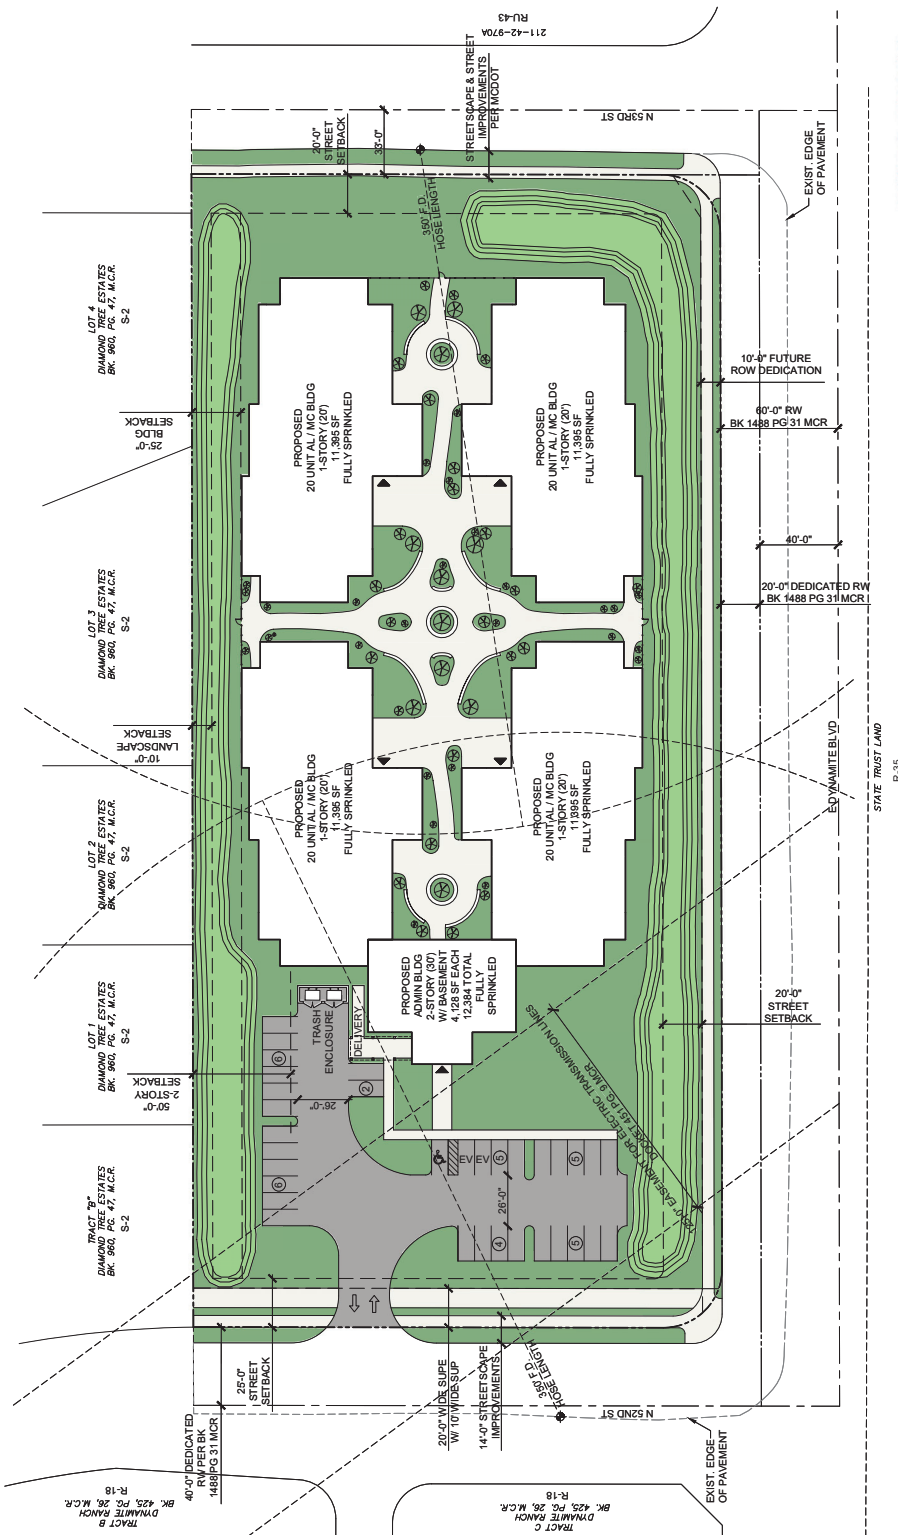 211-42-970A
RU-43
N 53RD ST
STREETSCAPE & STREET
IMPROVEMENTS
PER MCDOT
20'-0"
STREET
SETBACK
33'-0"
EXIST. EDGE
OF PAVEMENT
350' F.D.
HOSE LENGTH
LOT 4
DIAMOND TREE ESTATES
BK. 960, PG. 47, M.C.R.
S-2
25'-0"
BLDG
SETBACK
PROPOSED
20 UNIT AL / MC BLDG
1-STORY (20')
11,395 SF
FULLY SPRINKLED
PROPOSED
20 UNIT AL / MC BLDG
1-STORY (20')
11,395 SF
FULLY SPRINKLED
10'-0" FUTURE
ROW DEDICATION
60'-0" RW
BK 1488 PG 31 MCR
40'-0"
20'-0" DEDICATED RW
BK 1488 PG 31 MCR
LOT 3
DIAMOND TREE ESTATES
BK. 960, PG. 47, M.C.R.
S-2
10'-0"
LANDSCAPE
SETBACK
PROPOSED
20 UNIT AL / MC BLDG
1-STORY (20')
11,395 SF
FULLY SPRINKLED
PROPOSED
20 UNIT AL / MC BLDG
1-STORY (20')
11,395 SF
FULLY SPRINKLED
E DYNAMITE BLVD
STATE TRUST LAND
R-35
LOT 2
DIAMOND TREE ESTATES
BK. 960, PG. 47, M.C.R.
S-2
PROPOSED
ADMIN BLDG
2-STORY (30')
W/ BASEMENT
4,128 SF EACH
12,384 TOTAL
FULLY
SPRINKLED
LOT 1
DIAMOND TREE ESTATES
BK. 960, PG. 47, M.C.R.
S-2
50'-0"
2-STORY
SETBACK
TRASH
ENCLOSURE
DELIVERY
20'-0"
STREET
SETBACK
125'-0" EASEMENT FOR ELECTRIC TRANSMISSION LINES
DOCKET 451 PG 9 MCR
6
2
26'-0"
6
EV EV
5
5
26'-0"
4
5
TRACT "B"
DIAMOND TREE ESTATES
BK. 960, PG. 47, M.C.R.
S-2
25'-0"
STREET
SETBACK
40'-0" DEDICATED
RW PER BK
1488 PG 31 MCR
20'-0" WIDE SUPE
W/ 10' WIDE SUP
14'-0" STREETSCAPE
IMPROVEMENTS
350' F.D.
HOSE LENGTH
N 52ND ST
EXIST. EDGE
OF PAVEMENT
TRACT B
DYNAMITE RANCH
BK. 425, PG. 26, M.C.R.
R-18
TRACT C
DYNAMITE RANCH
BK. 425, PG. 26, M.C.R.
R-18